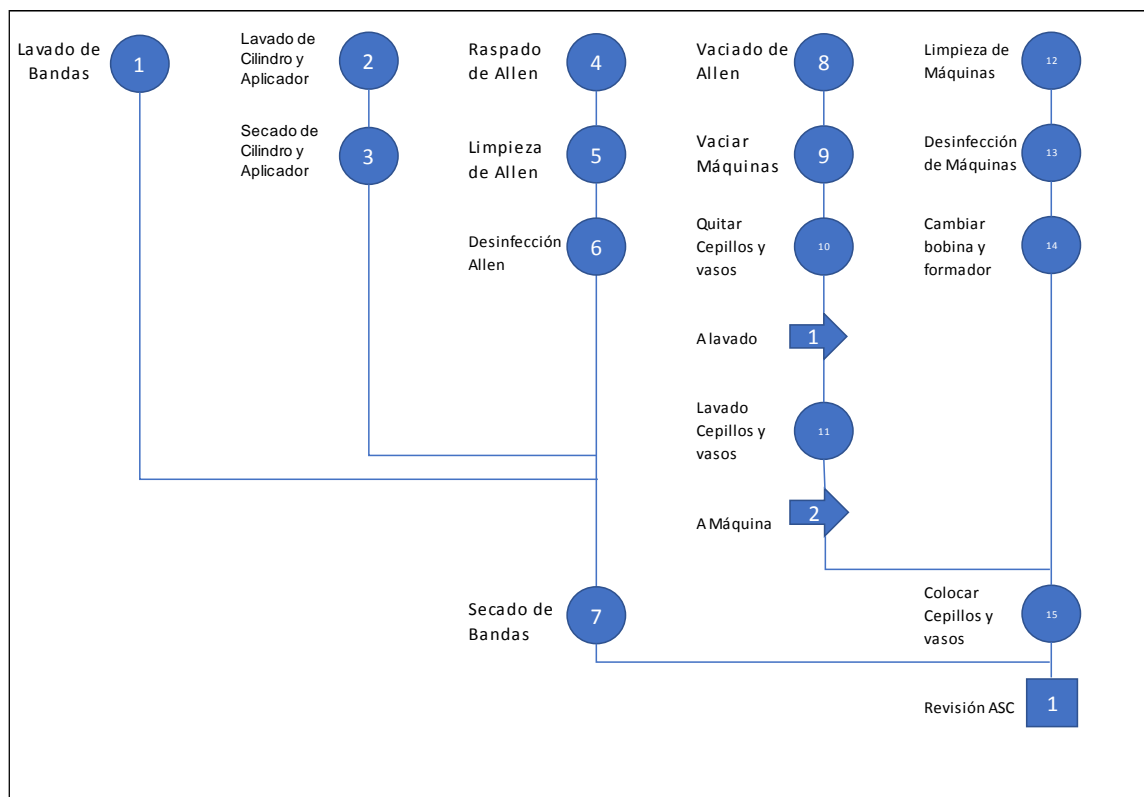 Lavado de
Bandas
1
Lavado de
Cilindro y
Aplicador
2
Secado de
Cilindro y
Aplicador
3
Raspado
de Allen
4
Limpieza
de Allen
5
Desinfección
Allen
6
Secado de
Bandas
7
Vaciado de
Allen
8
Vaciar
Máquinas
9
Quitar
Cepillos y
vasos
10
A lavado
1
Lavado
Cepillos y
vasos
11
A Máquina
2
Limpieza de
Máquinas
12
Desinfección
de Máquinas
13
Cambiar
bobina y
formador
14
Colocar
Cepillos y
vasos
15
Revisión ASC
1